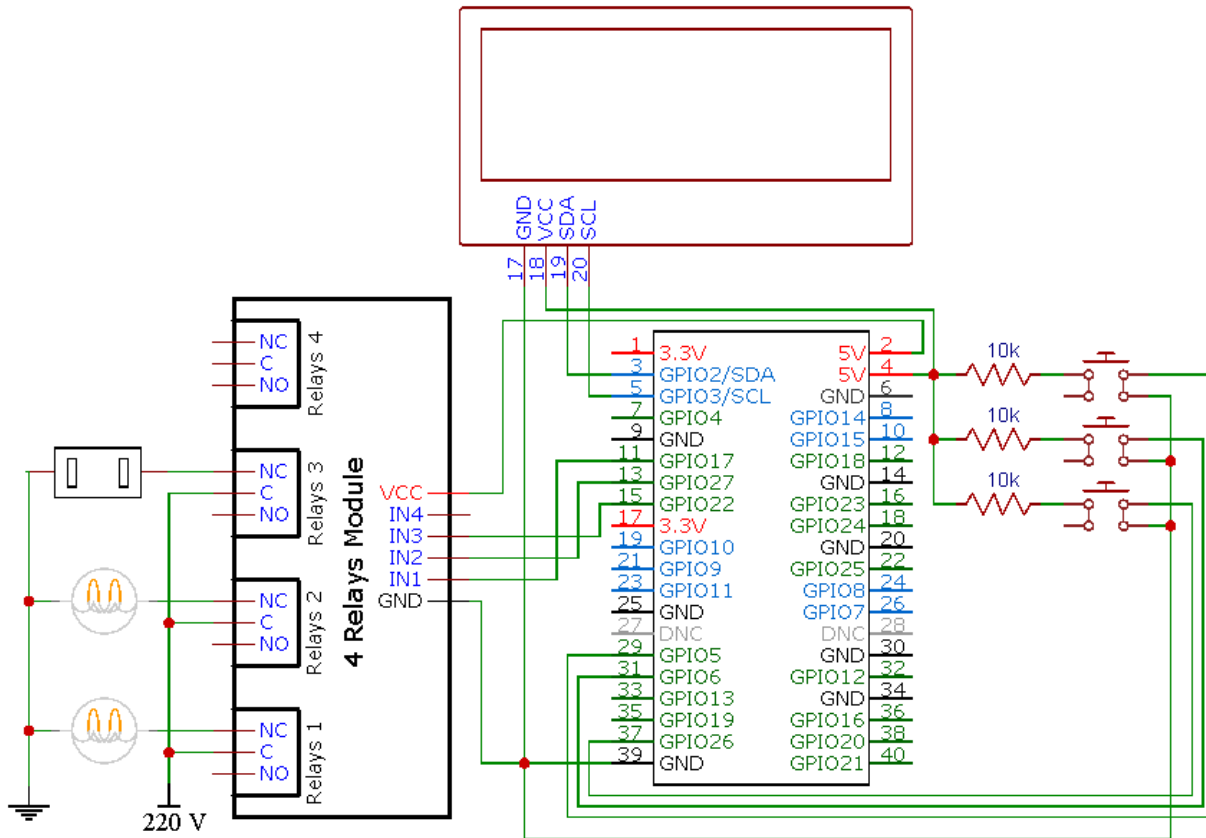 GND
VCC
SDA
SCL
17
18
19
20
NC
C
NO
Relays 4
NC
C
NO
Relays 3
NC
C
NO
Relays 2
NC
C
NO
Relays 1
4 Relays Module
VCC
IN4
IN3
IN2
IN1
GND
220 V
1 3.3V 5V 2
3 GPIO2/SDA 5V 4
5 GPIO3/SCL GND 6
7 GPIO4 GPIO14 8
9 GND GPIO15 10
11 GPIO17 GPIO18 12
13 GPIO27 GND 14
15 GPIO22 GPIO23 16
17 3.3V GPIO24 18
19 GPIO10 GND 20
21 GPIO9 GPIO25 22
23 GPIO11 GPIO8 24
25 GND GPIO7 26
27 DNC DNC 28
29 GPIO5 GND 30
31 GPIO6 GPIO12 32
33 GPIO13 GND 34
35 GPIO19 GPIO16 36
37 GPIO26 GPIO20 38
39 GND GPIO21 40
10k
10k
10k